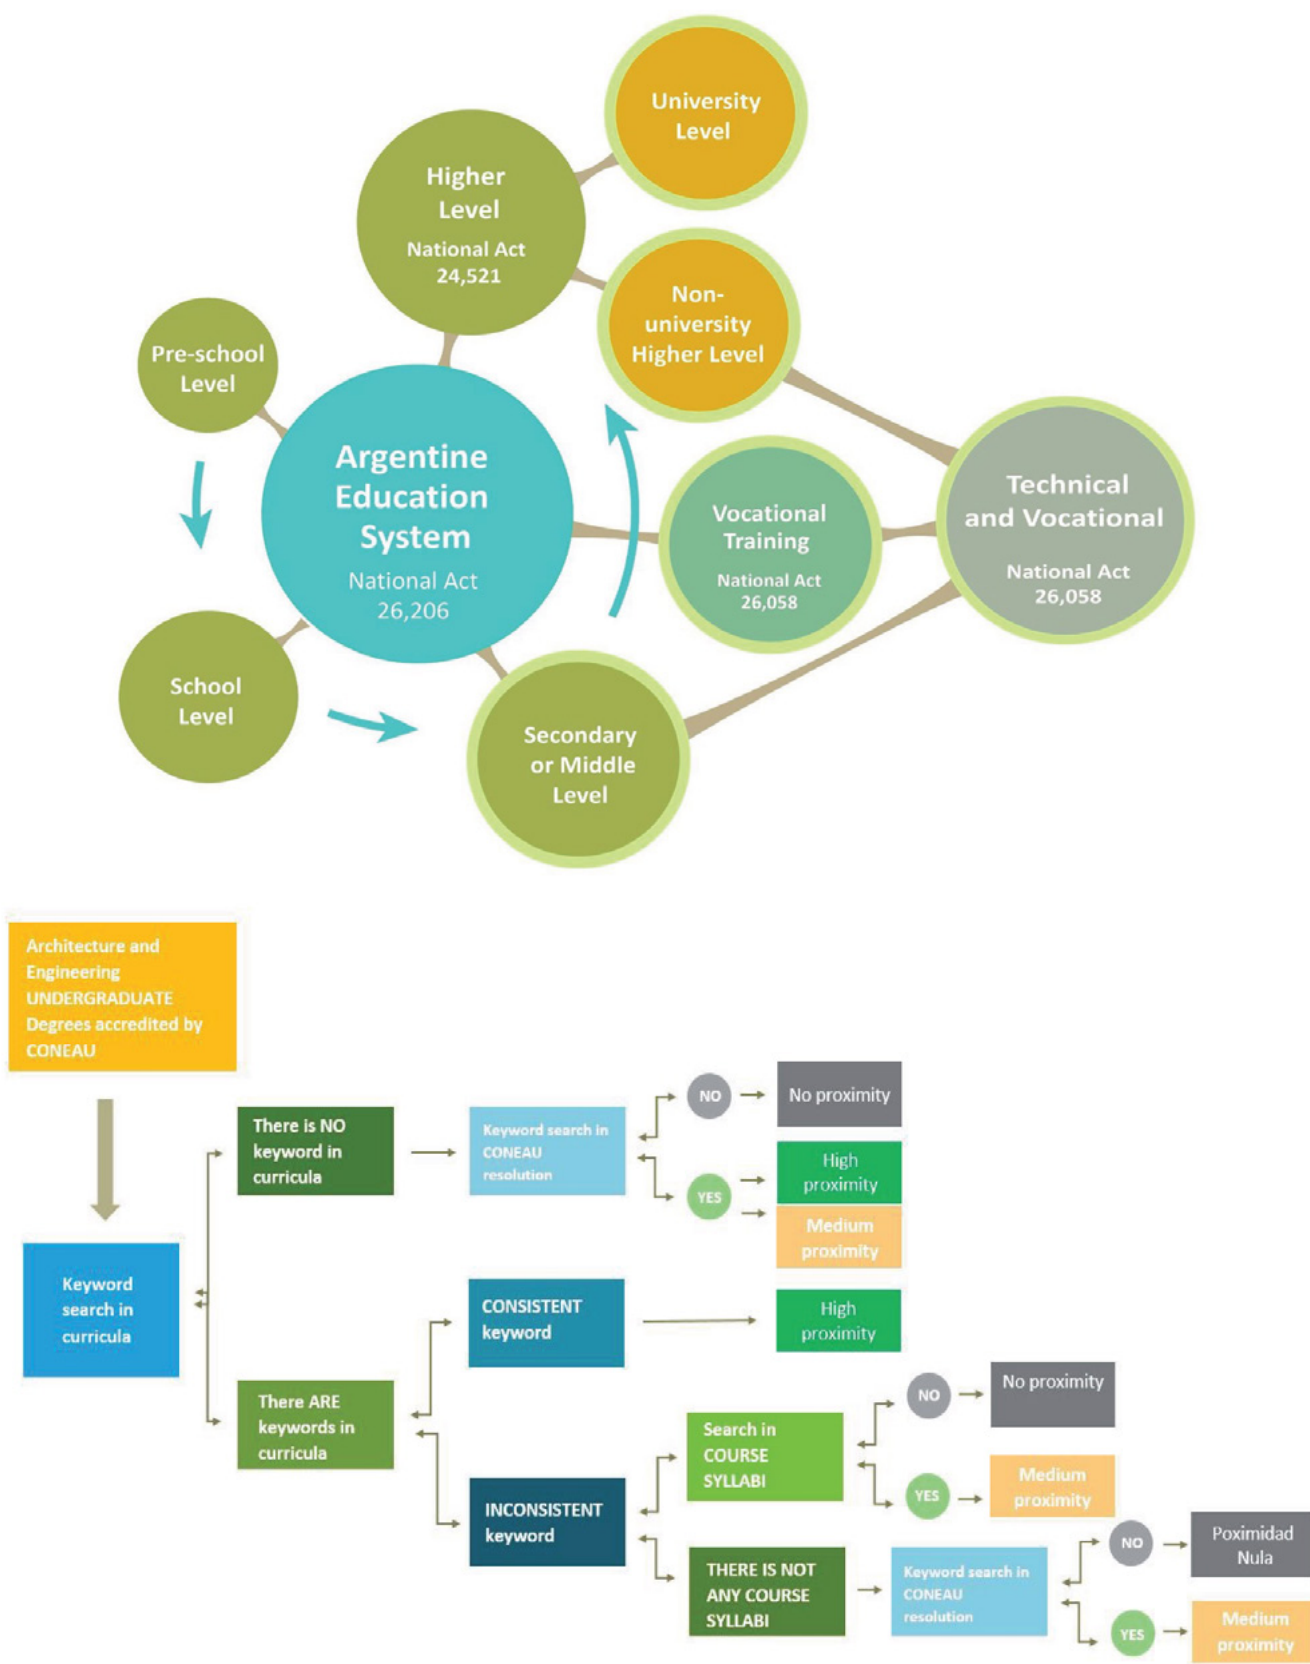 University
Level
Higher
Level
National Act
24,521
Non-
university
Higher Level
Pre-school
Level
Argentine
Education
System
National Act
26,206
Vocational
Training
National Act
26,058
Technical
and Vocational
National Act
26,058
School
Level
Secondary
or Middle
Level
Architecture and
Engineering
UNDERGRADUATE
Degrees accredited by
CONEAU
Keyword
search in
curricula
There is NO
keyword in
curricula
Keyword search in
CONEAU
resolution
NO
No proximity
YES
High
proximity
Medium
proximity
There ARE
keywords in
curricula
CONSISTENT
keyword
High
proximity
INCONSISTENT
keyword
Search in
COURSE
SYLLABI
NO
No proximity
YES
Medium
proximity
THERE IS NOT
ANY COURSE
SYLLABI
Keyword search in
CONEAU
resolution
NO
Poximidad
Nula
YES
Medium
proximity